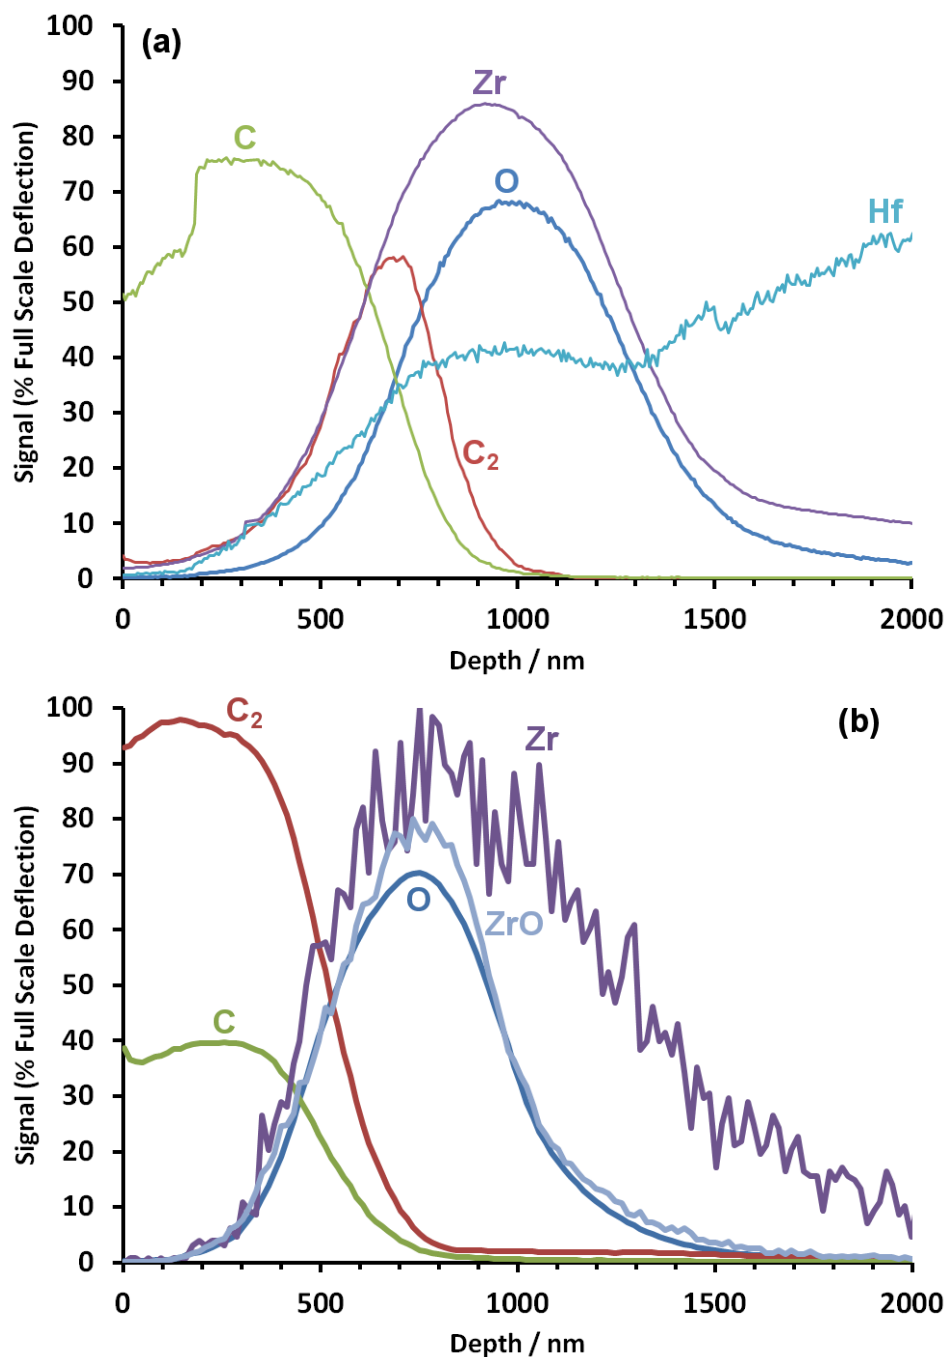 (a)
Signal (% Full Scale Deflection)
100
90
80
70
60
50
40
30
20
10
0
C
Zr
O
Hf
C₂
0 500 1000 1500 2000
Depth / nm
(b)
Signal (% Full Scale Deflection)
100
90
80
70
60
50
40
30
20
10
0
C₂
Zr
O
ZrO
C
0 500 1000 1500 2000
Depth / nm